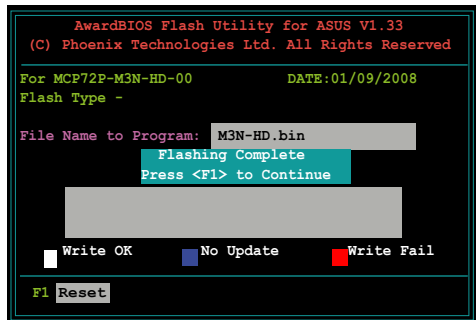 AwardBIOS Flash Utility for ASUS V1.33
(C) Phoenix Technologies Ltd. All Rights Reserved
For MCP72P-M3N-HD-00 DATE:01/09/2008
Flash Type -
File Name to Program: M3N-HD.bin
Flashing Complete
Press <F1> to Continue
Write OK No Update Write Fail
F1 Reset